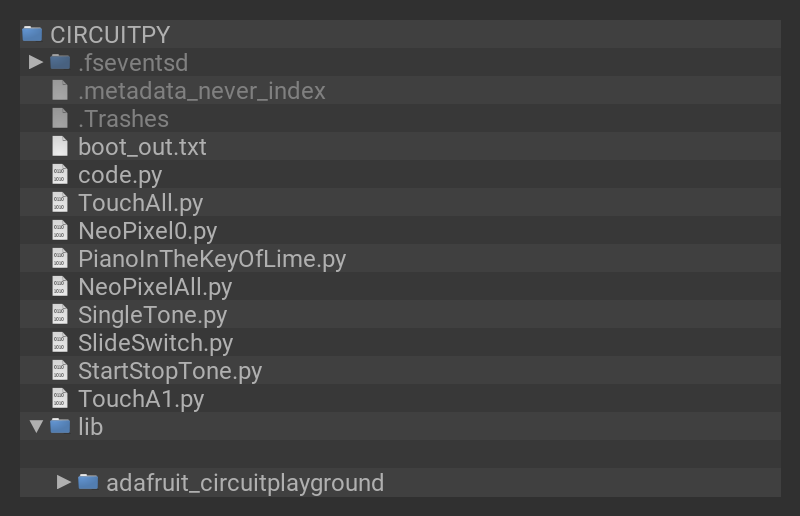 CIRCUITPY
.fseventsd
.metadata_never_index
.Trashes
boot_out.txt
code.py
TouchAll.py
NeoPixel0.py
PianoInTheKeyOfLime.py
NeoPixelAll.py
SingleTone.py
SlideSwitch.py
StartStopTone.py
TouchA1.py
lib
adafruit_circuitplayground